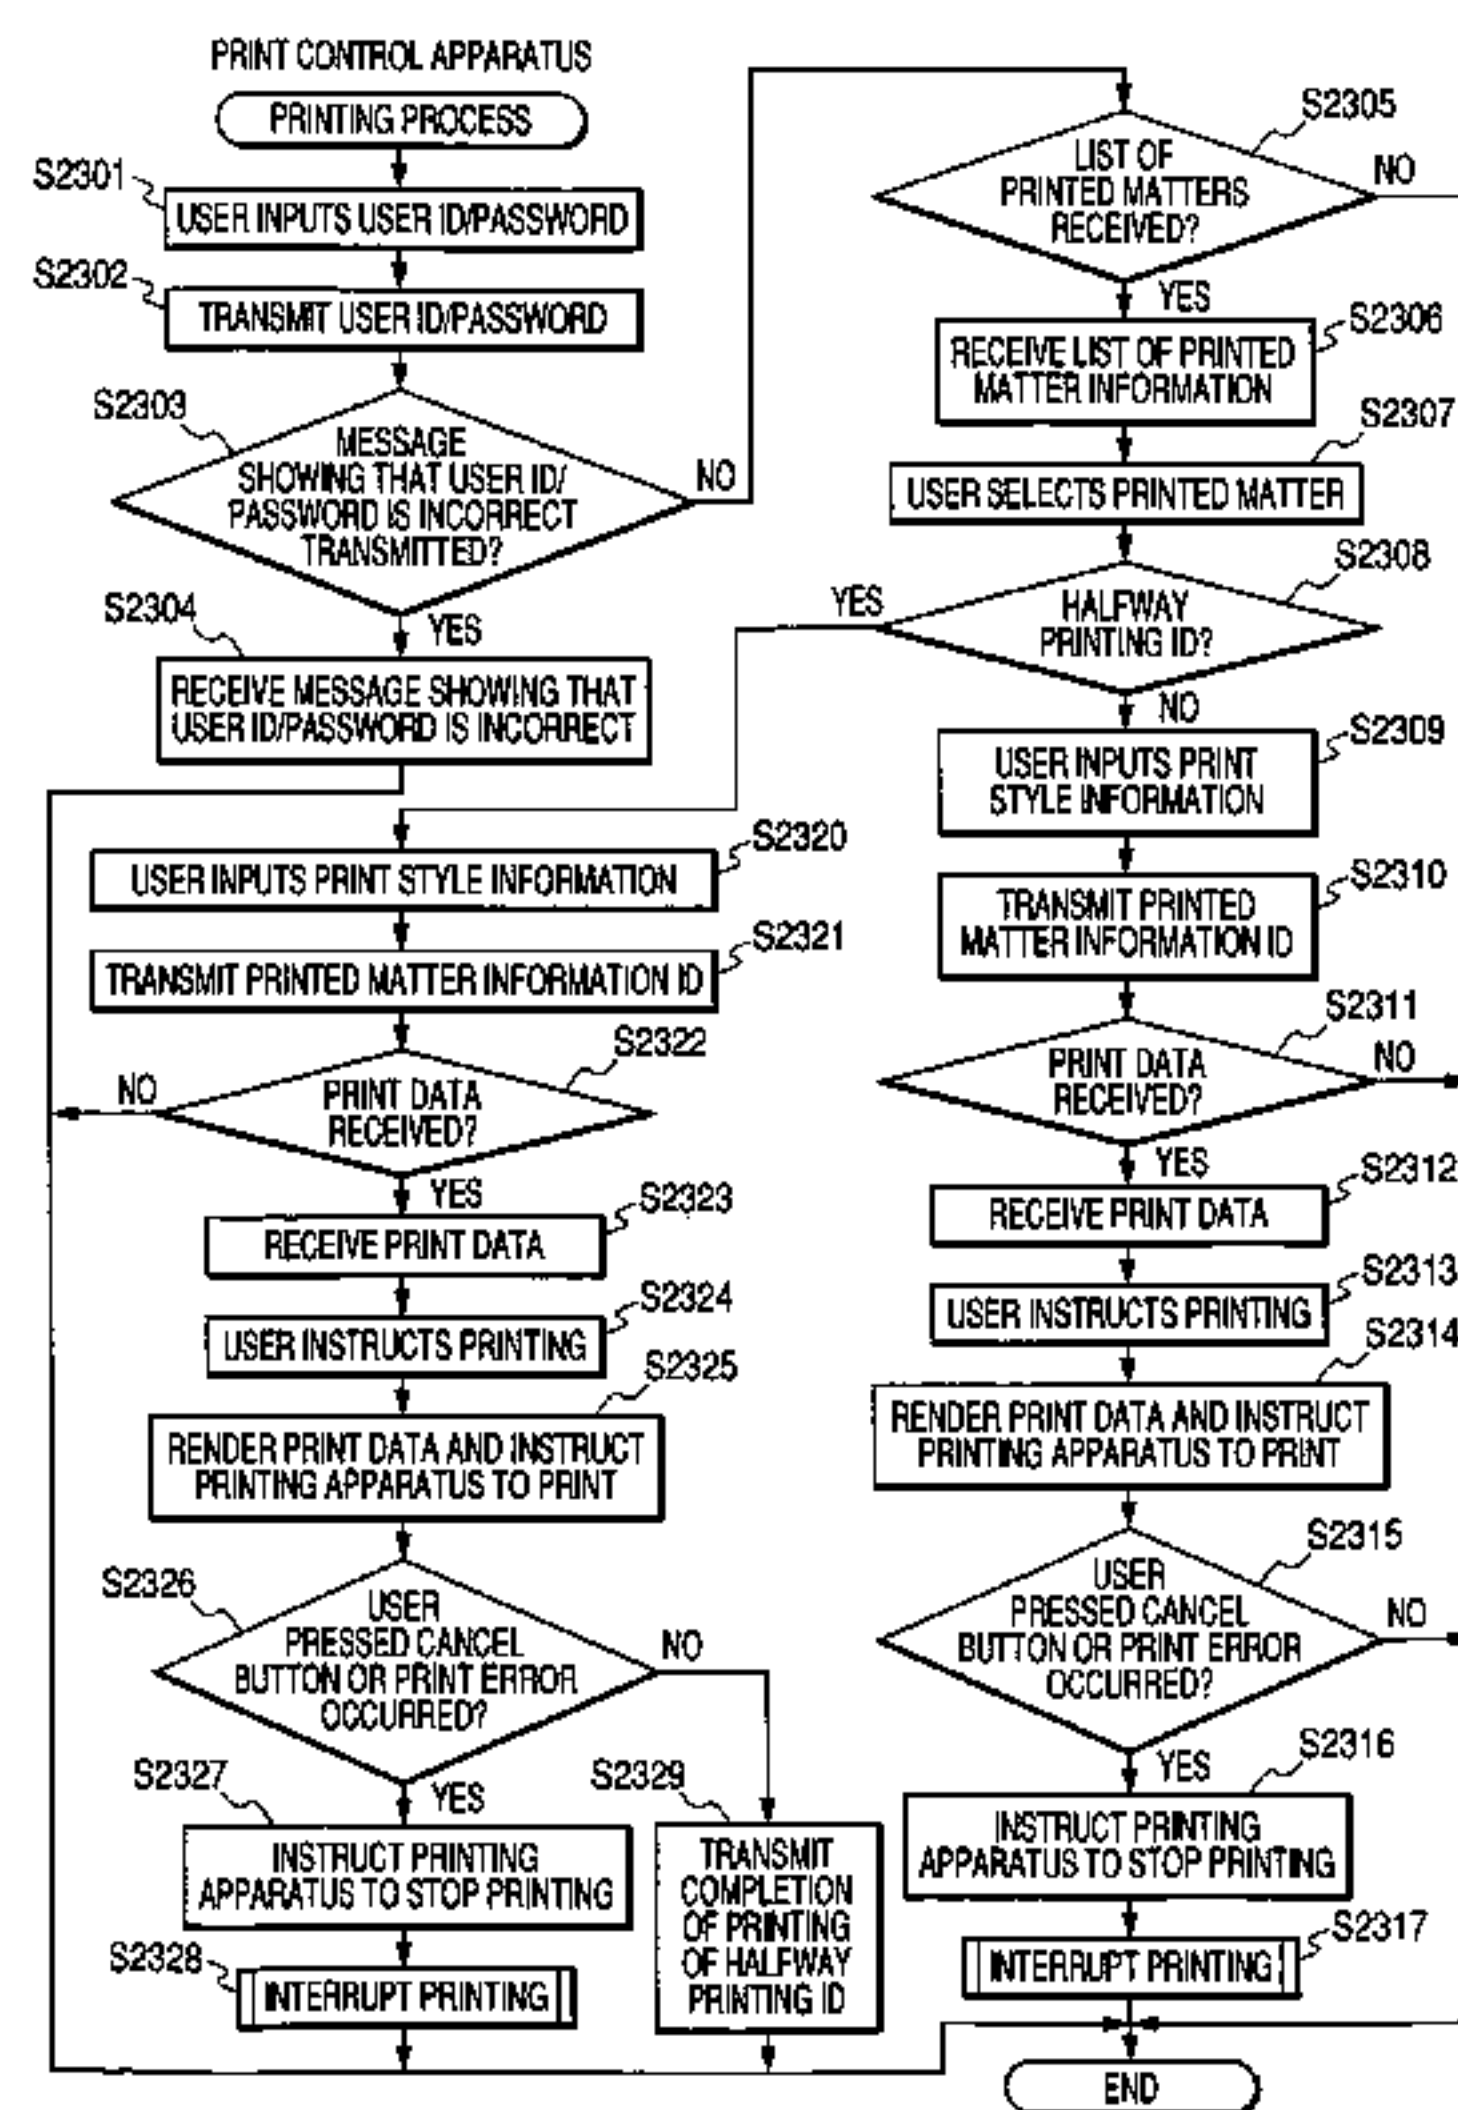 PRINT CONTROL APPARATUS
PRINTING PROCESS
S2301
USER INPUTS USER ID/PASSWORD
S2302
TRANSMIT USER ID/PASSWORD
S2303
MESSAGE
SHOWING THAT USER ID/
PASSWORD IS INCORRECT
TRANSMITTED?
NO
YES
S2304
RECEIVE MESSAGE SHOWING THAT
USER ID/PASSWORD IS INCORRECT
S2320
USER INPUTS PRINT STYLE INFORMATION
S2321
TRANSMIT PRINTED MATTER INFORMATION ID
S2322
PRINT DATA
RECEIVED?
NO
YES
S2323
RECEIVE PRINT DATA
S2324
USER INSTRUCTS PRINTING
S2325
RENDER PRINT DATA AND INSTRUCT
PRINTING APPARATUS TO PRINT
S2326
USER
PRESSED CANCEL
BUTTON OR PRINT ERROR
OCCURRED?
NO
YES
S2327
INSTRUCT PRINTING
APPARATUS TO STOP PRINTING
S2328
INTERRUPT PRINTING
S2329
TRANSMIT
COMPLETION
OF PRINTING
OF HALFWAY
PRINTING ID
S2305
LIST OF
PRINTED MATTERS
RECEIVED?
NO
YES
S2306
RECEIVE LIST OF PRINTED
MATTER INFORMATION
S2307
USER SELECTS PRINTED MATTER
S2308
HALFWAY
PRINTING ID?
YES
NO
S2309
USER INPUTS PRINT
STYLE INFORMATION
S2310
TRANSMIT PRINTED
MATTER INFORMATION ID
S2311
PRINT DATA
RECEIVED?
NO
YES
S2312
RECEIVE PRINT DATA
S2313
USER INSTRUCTS PRINTING
S2314
RENDER PRINT DATA AND INSTRUCT
PRINTING APPARATUS TO PRINT
S2315
USER
PRESSED CANCEL
BUTTON OR PRINT ERROR
OCCURRED?
NO
YES
S2316
INSTRUCT PRINTING
APPARATUS TO STOP PRINTING
S2317
INTERRUPT PRINTING
END